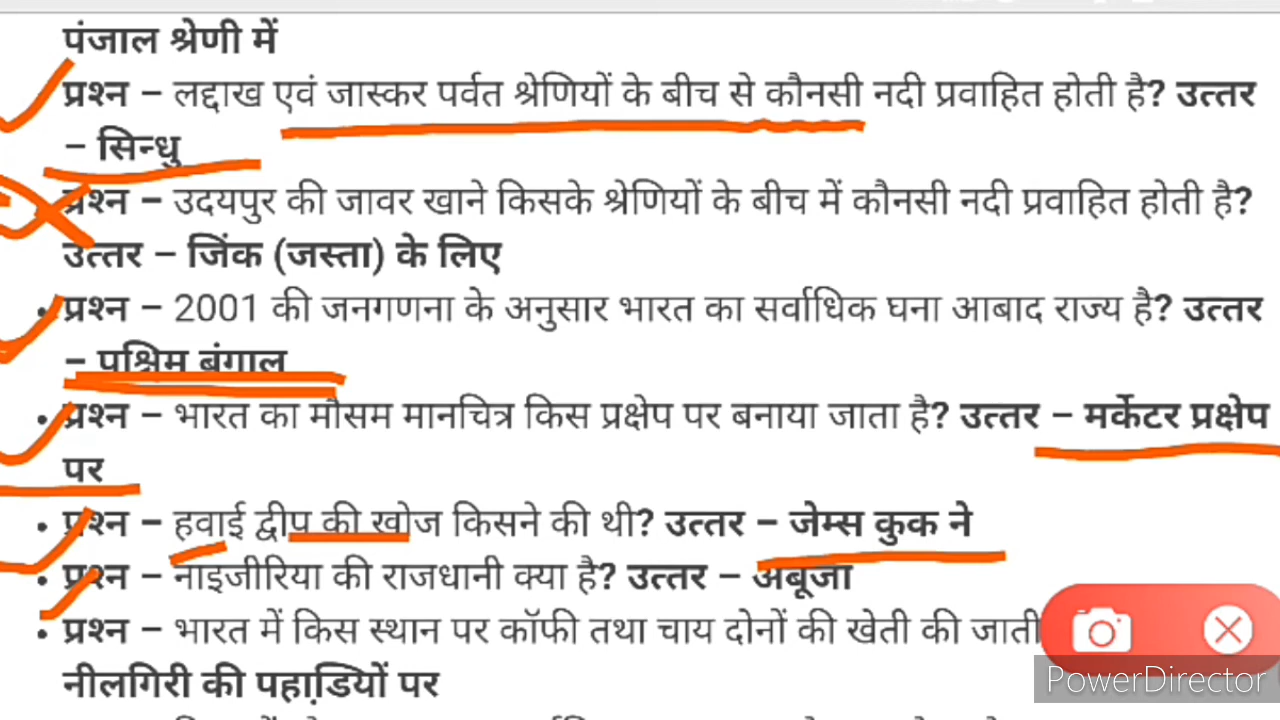 पंजाल श्रेणी में
प्रश्न – लद्दाख एवं जास्कर पर्वत श्रेणियों के बीच से कौनसी नदी प्रवाहित होती है? उत्तर
– सिन्धु
प्रश्न – उदयपुर की जावर खाने किसके श्रेणियों के बीच में कौनसी नदी प्रवाहित होती है?
उत्तर – जिंक (जस्ता) के लिए
• प्रश्न – 2001 की जनगणना के अनुसार भारत का सर्वाधिक घना आबाद राज्य है? उत्तर
– पश्चिम बंगाल
• प्रश्न – भारत का मौसम मानचित्र किस प्रक्षेप पर बनाया जाता है? उत्तर – मर्केटर प्रक्षेप
पर
• प्रश्न – हवाई द्वीप की खोज किसने की थी? उत्तर – जेम्स कुक ने
• प्रश्न – नाइजीरिया की राजधानी क्या है? उत्तर – अबूजा
• प्रश्न – भारत में किस स्थान पर कॉफी तथा चाय दोनों की खेती की जाती
नीलगिरी की पहाडि़यों पर
PowerDirector